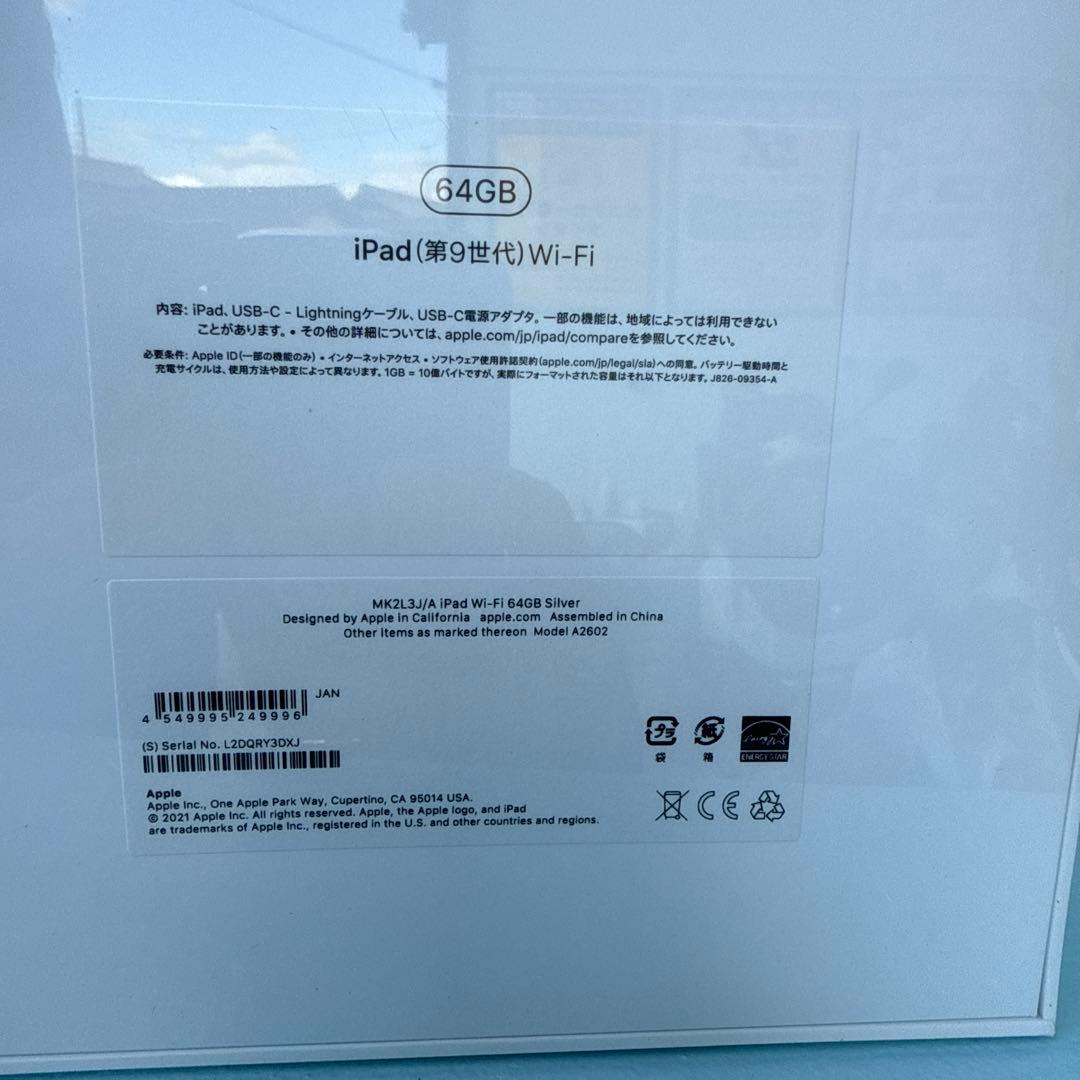 64GB
iPad(第9世代)Wi-Fi
内容: iPad、USB-C - Lightningケーブル、USB-C電源アダプタ。一部の機能は、地域によっては利用できない
ことがあります。• その他の詳細については、apple.com/jp/ipad/compareを参照してください。
必要条件: Apple ID(一部の機能のみ) • インターネットアクセス • ソフトウェア使用許諾契約(apple.com/jp/legal/sla)への同意。バッテリー駆動時間と
充電サイクルは、使用方法や設定によって異なります。1GB = 10億バイトですが、実際にフォーマットされた容量はそれ以下となります。J826-09354-A
MK2L3J/A iPad Wi-Fi 64GB Silver
Designed by Apple in California apple.com Assembled in China
Other items as marked thereon Model A2602
JAN
4 549995 249996
(S) Serial No. L2DQRY3DXJ
プラ 紙
袋 箱
ENERGY STAR
CE
Apple
Apple Inc., One Apple Park Way, Cupertino, CA 95014 USA.
© 2021 Apple Inc. All rights reserved. Apple, the Apple logo, and iPad
are trademarks of Apple Inc., registered in the U.S. and other countries and regions.